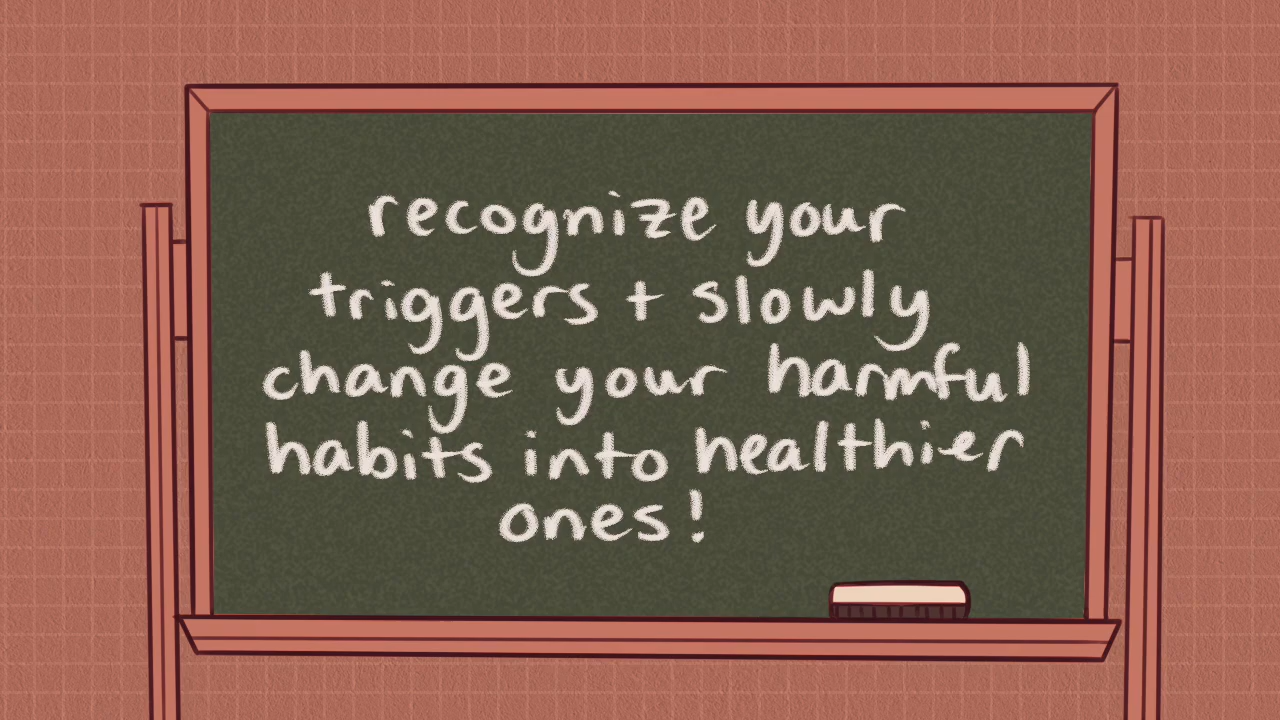 recognize your
triggers + slowly
change your harmful
habits into healthier
ones!